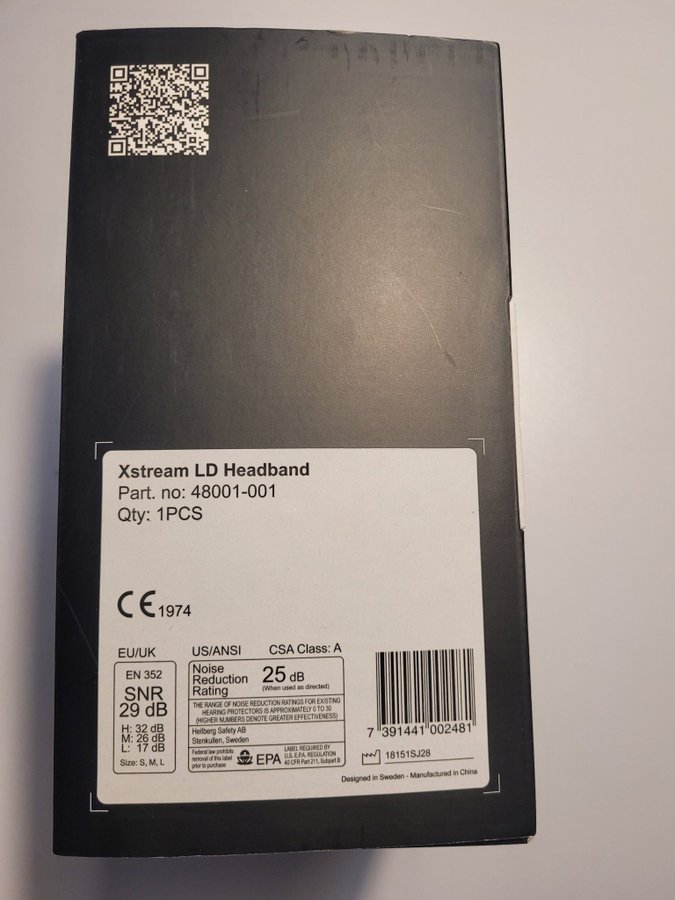 Xstream LD Headband
Part. no: 48001-001
Qty: 1PCS
CE 1974
EU/UK
EN 352
SNR
29 dB
H: 32 dB
M: 26 dB
L: 17 dB
Size: S, M, L
US/ANSI CSA Class: A
Noise
Reduction
Rating
25 dB
(When used as directed)
THE RANGE OF NOISE REDUCTION RATINGS FOR EXISTING
HEARING PROTECTORS IS APPROXIMATELY 0 TO 30
(HIGHER NUMBERS DENOTE GREATER EFFECTIVENESS)
Hellberg Safety AB
Stenkullen, Sweden
Federal law prohibits
removal of this label
prior to purchase
EPA
LABEL REQUIRED BY
U.S. E.P.A. REGULATION
40 CFR Part 211, Subpart B
7 391441 002481
18151SJ28
Designed in Sweden - Manufactured in China